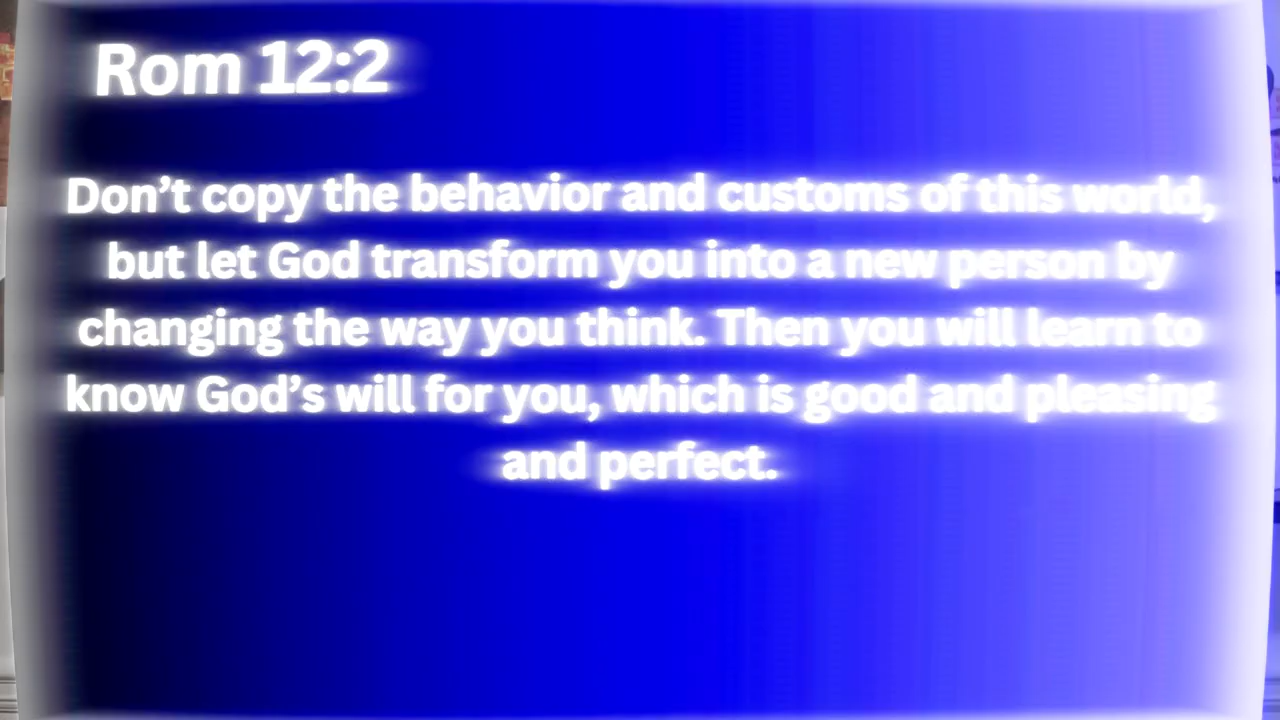 Rom 12:2
Don’t copy the behavior and customs of this world,
but let God transform you into a new person by
changing the way you think. Then you will learn to
know God’s will for you, which is good and pleasing
and perfect.